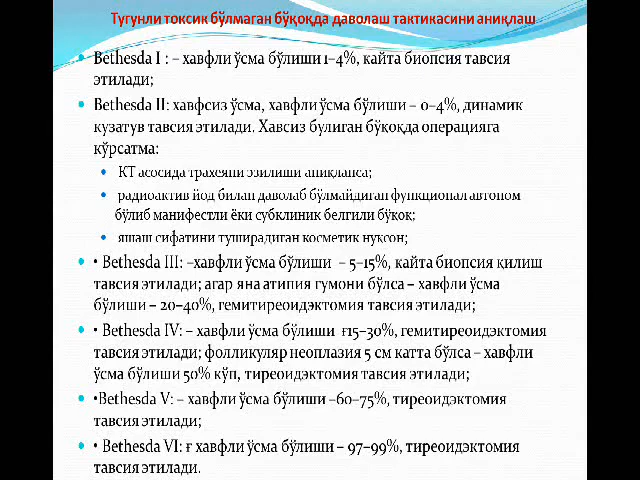 Тугунли токсик бўлмаган бўқоқда даволаш тактикасини аниқлаш
Bethesda I : – хавфли ўсма бўлиши 1–4%, кайта биопсия тавсия
этилади;
Bethesda II: хавфсиз ўсма, хавфли ўсма бўлиши – 0–4%, динамик
кузатув тавсия этилади. Хавсиз булиган бўқоқда операцияга
кўрсатма:
КТ асосида трахеяни эзилиши аниқланса;
радиоактив йод билан даволаб бўлмайдиган функционал автоном
бўлиб манифестли ёки субклиник белгили бўқоқ;
яшаш сифатини туширадиган косметик нуқсон;
• Bethesda III: –хавфли ўсма бўлиши – 5–15%, кайта биопсия қилиш
тавсия этилади; агар яна атипия гумони бўлса – хавфли ўсма
бўлиши – 20–40%, гемитиреоидэктомия тавсия этилади;
• Bethesda IV: – хавфли ўсма бўлиши ғ15–30%, гемитиреоидэктомия
тавсия этилади; фолликуляр неоплазия 5 см катта бўлса – хавфли
ўсма бўлиши 50% кўп, тиреоидэктомия тавсия этилади;
•Bethesda V: – хавфли ўсма бўлиши –60–75%, тиреоидэктомия
тавсия этилади;
• Bethesda VI: ғ хавфли ўсма бўлиши – 97–99%, тиреоидэктомия
тавсия этилади.